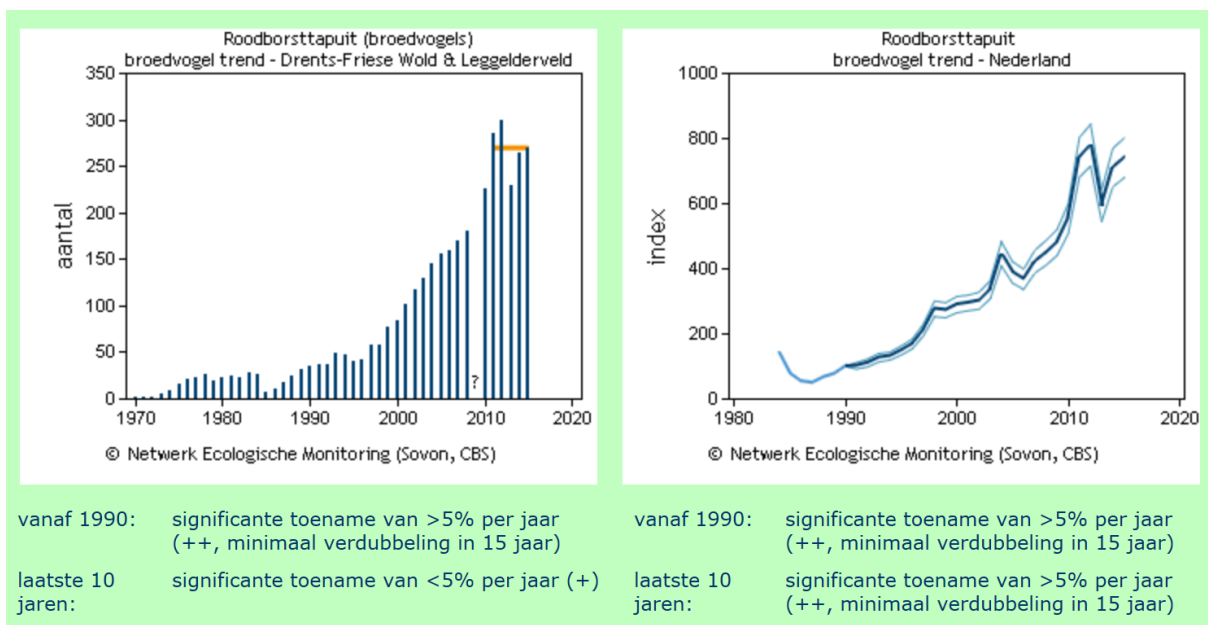 Roodborsttapuit (broedvogels)
broedvogel trend - Drents-Friese Wold & Leggelderveld
350
300
250
200
150
100
50
0
aantal
?
1970
1980
1990
2000
2010
2020
© Netwerk Ecologische Monitoring (Sovon, CBS)
Roodborsttapuit
broedvogel trend - Nederland
1000
800
600
400
200
0
index
1980
1990
2000
2010
2020
© Netwerk Ecologische Monitoring (Sovon, CBS)
vanaf 1990:
significante toename van >5% per jaar
(++, minimaal verdubbeling in 15 jaar)
laatste 10
jaren:
significante toename van <5% per jaar (+)
vanaf 1990:
significante toename van >5% per jaar
(++, minimaal verdubbeling in 15 jaar)
laatste 10
jaren:
significante toename van >5% per jaar
(++, minimaal verdubbeling in 15 jaar)